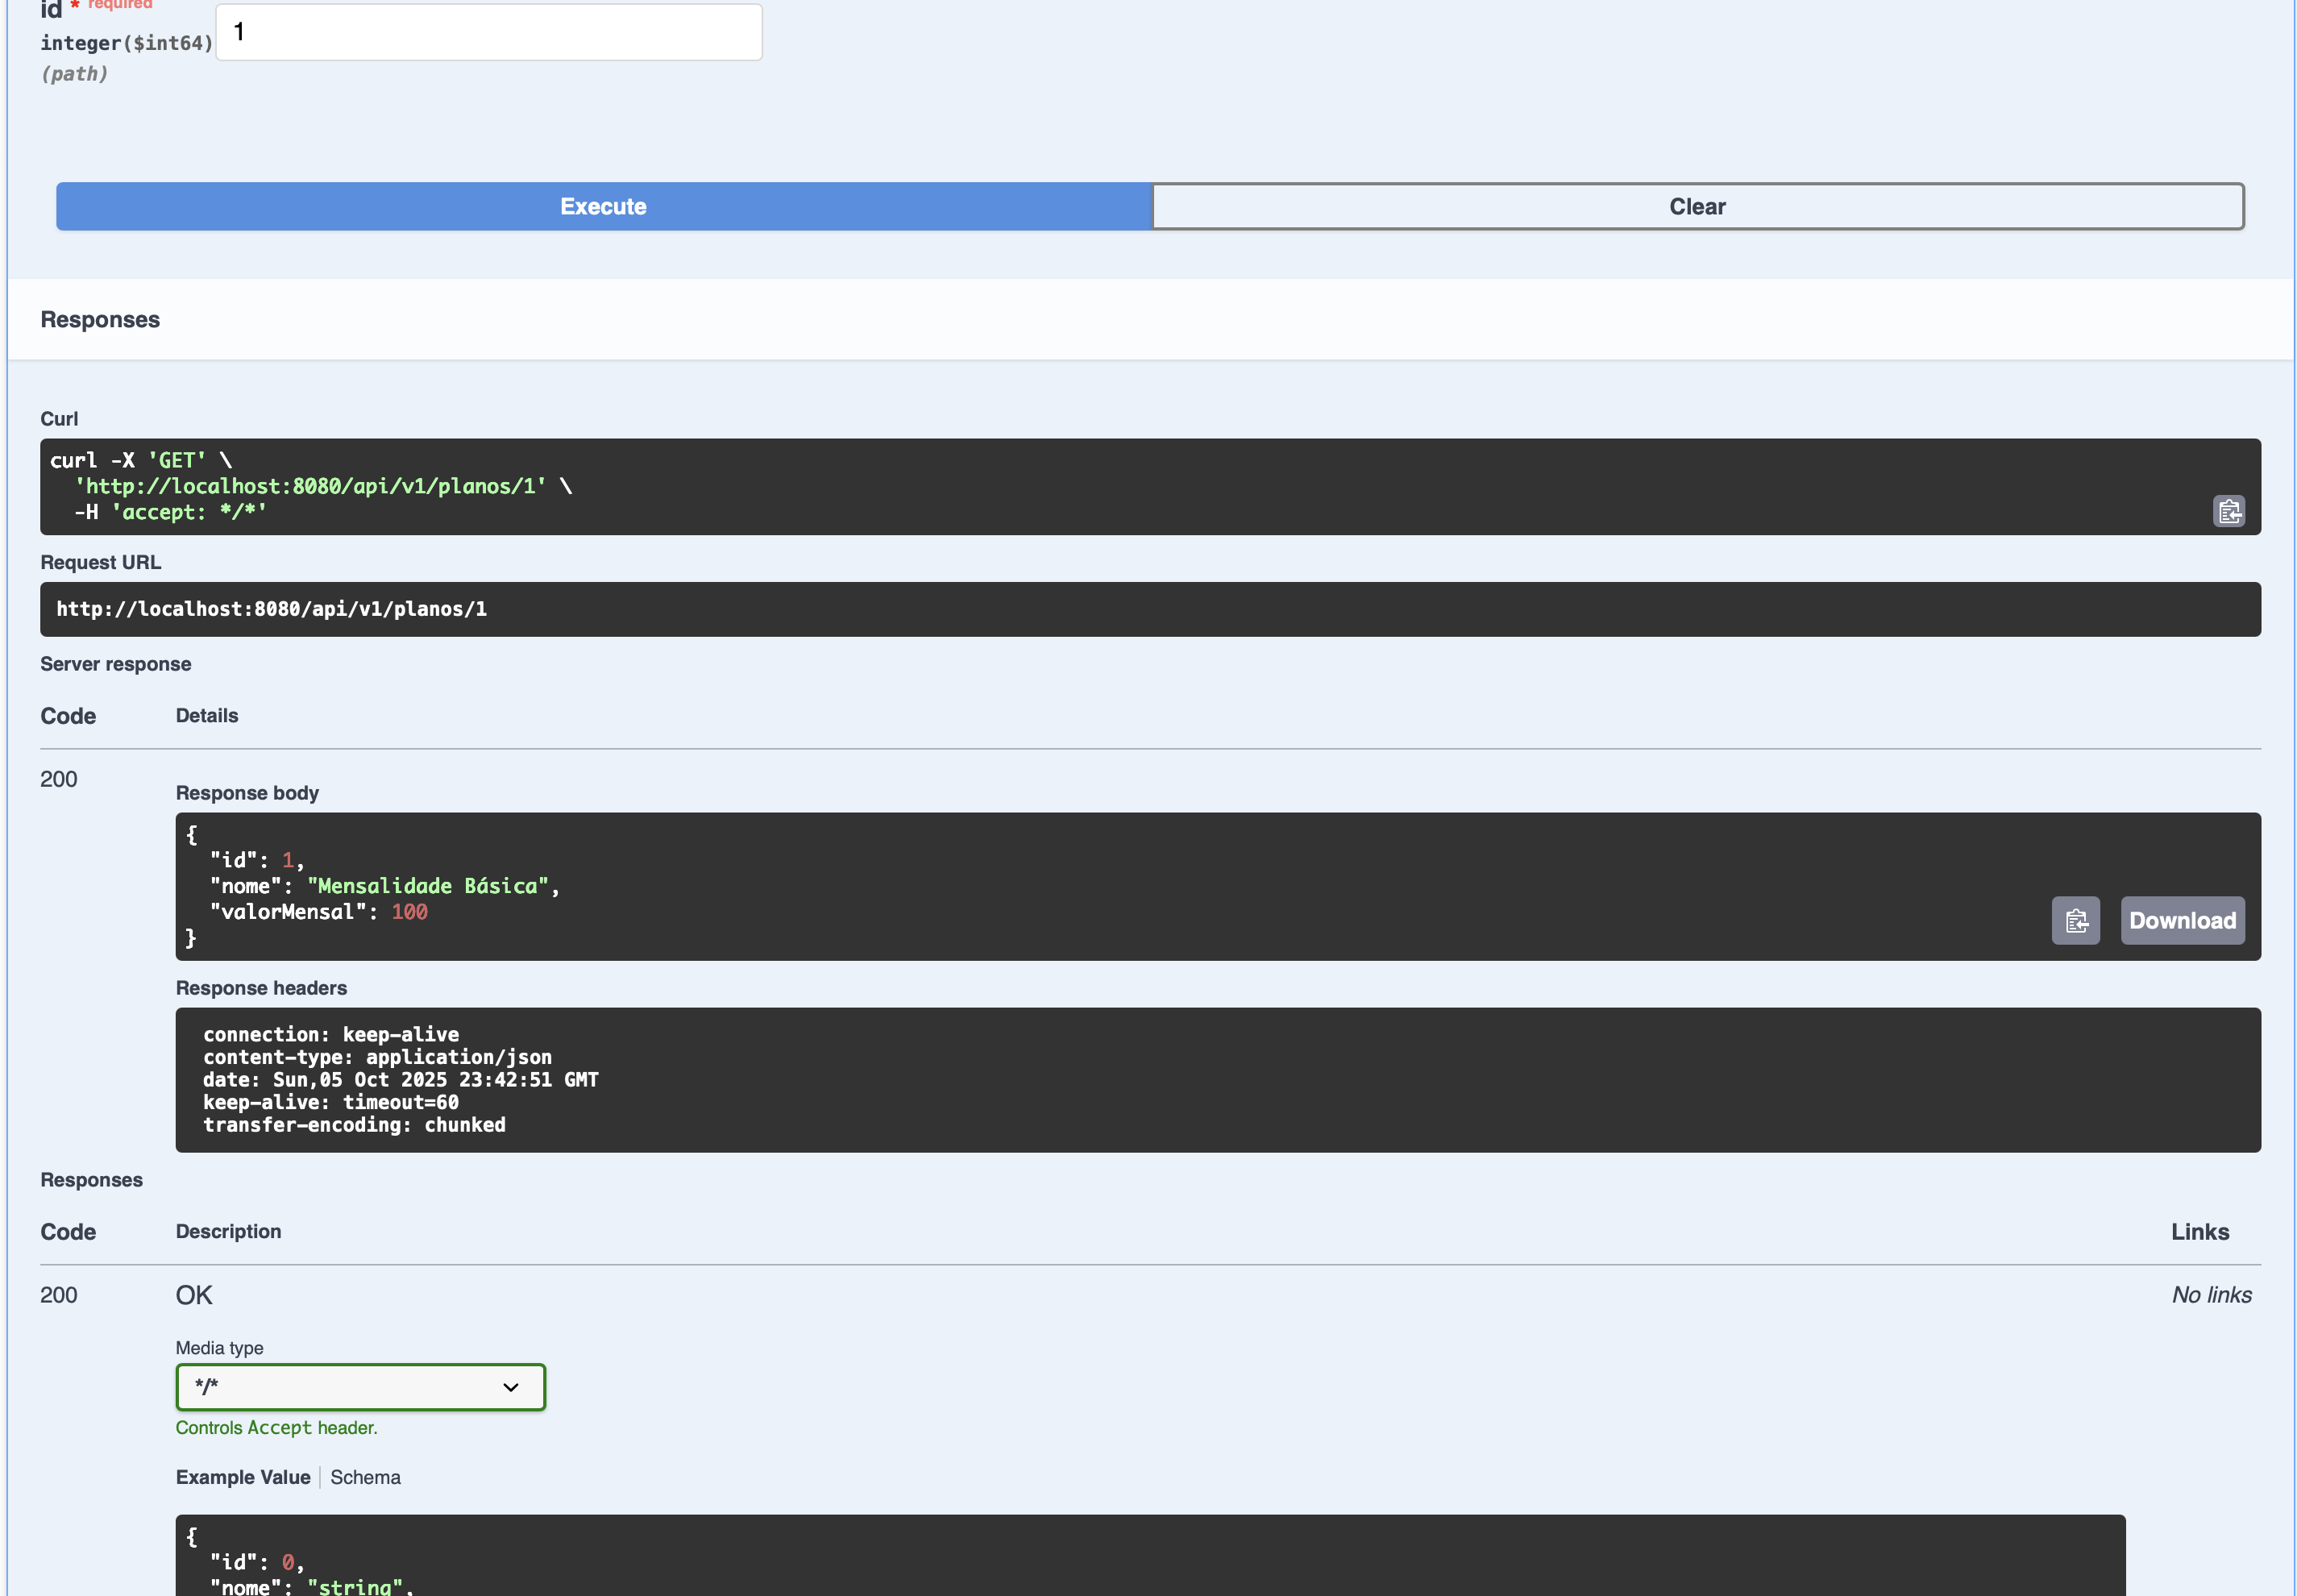 id * required
integer($int64)
1
(path)
Execute
Clear
Responses
Curl
curl -X 'GET' \
  'http://localhost:8080/api/v1/planos/1' \
  -H 'accept: */*'
Request URL
http://localhost:8080/api/v1/planos/1
Server response
Code Details
200
Response body
{
  "id": 1,
  "nome": "Mensalidade Básica",
  "valorMensal": 100
}
Download
Response headers
connection: keep-alive
content-type: application/json
date: Sun,05 Oct 2025 23:42:51 GMT
keep-alive: timeout=60
transfer-encoding: chunked
Responses
Code Description Links
200 OK No links
Media type
*/*
Controls Accept header.
Example Value Schema
{
  "id": 0,
  "nome": "string",